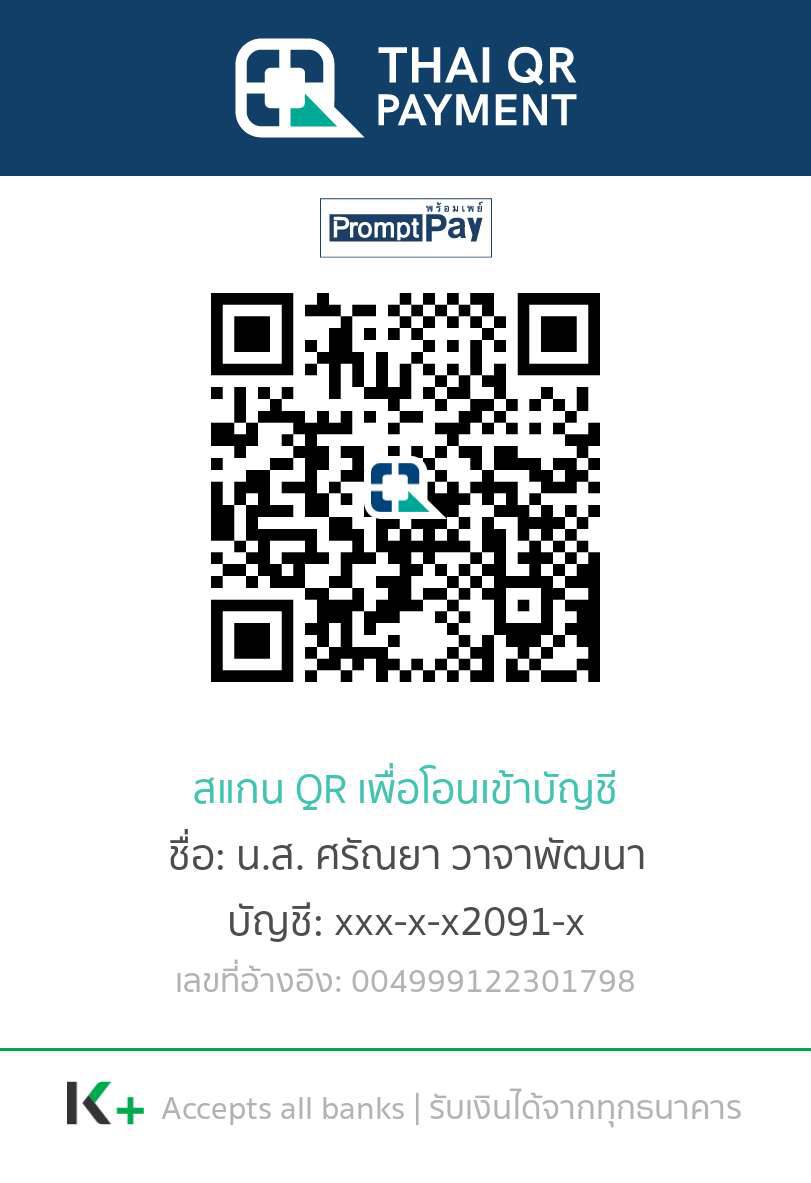 THAI QR
PAYMENT
พร้อมเพย์
PromptPay
สแกน QR เพื่อโอนเข้าบัญชี
ชื่อ: น.ส. ศรัณยา วาจาพัฒนา
บัญชี: xxx-x-x2091-x
เลขที่อ้างอิง: 004999122301798
K+ Accepts all banks | รับเงินได้จากทุกธนาคาร